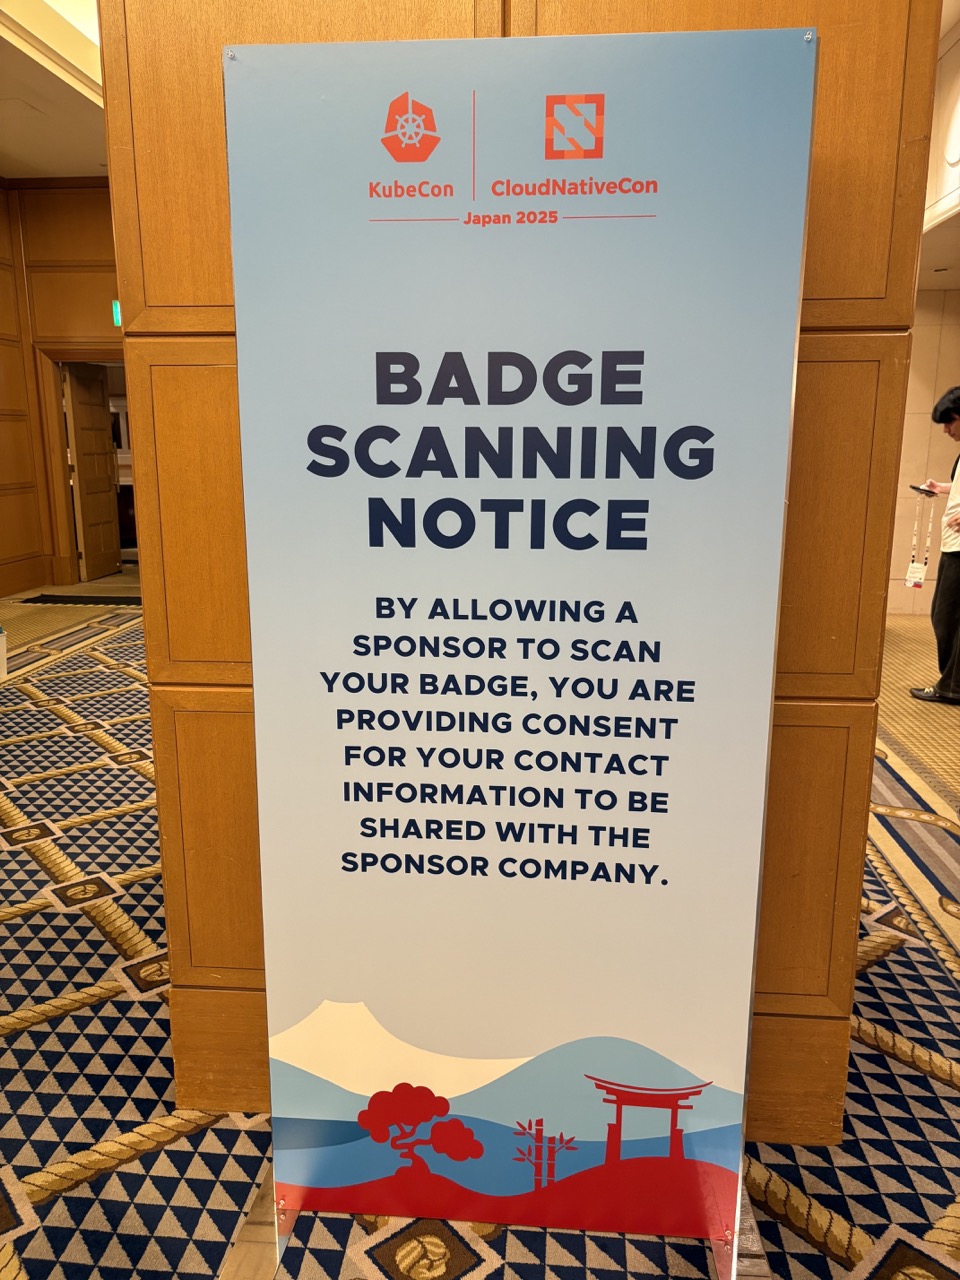 KubeCon
CloudNativeCon
Japan 2025
BADGE
SCANNING
NOTICE
BY ALLOWING A
SPONSOR TO SCAN
YOUR BADGE, YOU ARE
PROVIDING CONSENT
FOR YOUR CONTACT
INFORMATION TO BE
SHARED WITH THE
SPONSOR COMPANY.